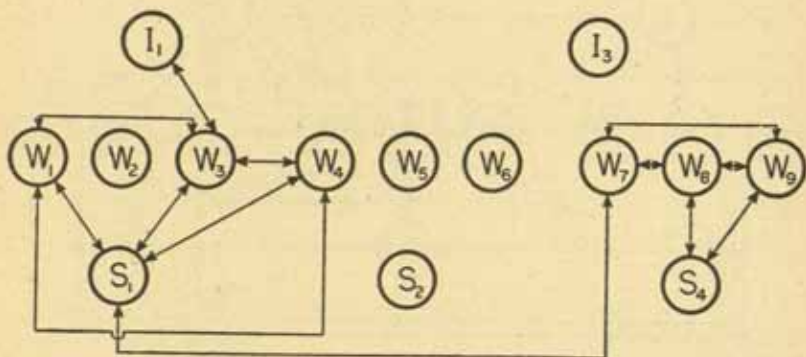 I₁ I₃
W₁ W₂ W₃ W₄ W₅ W₆ W₇ W₈ W₉
S₁ S₂ S₄